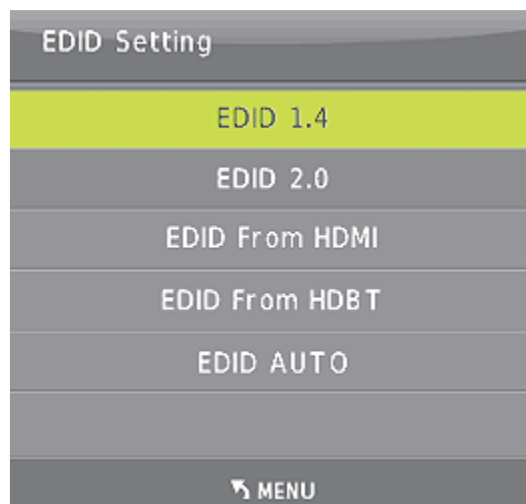 EDID Setting
EDID 1.4
EDID 2.0
EDID From HDMI
EDID From HDBT
EDID AUTO
MENU